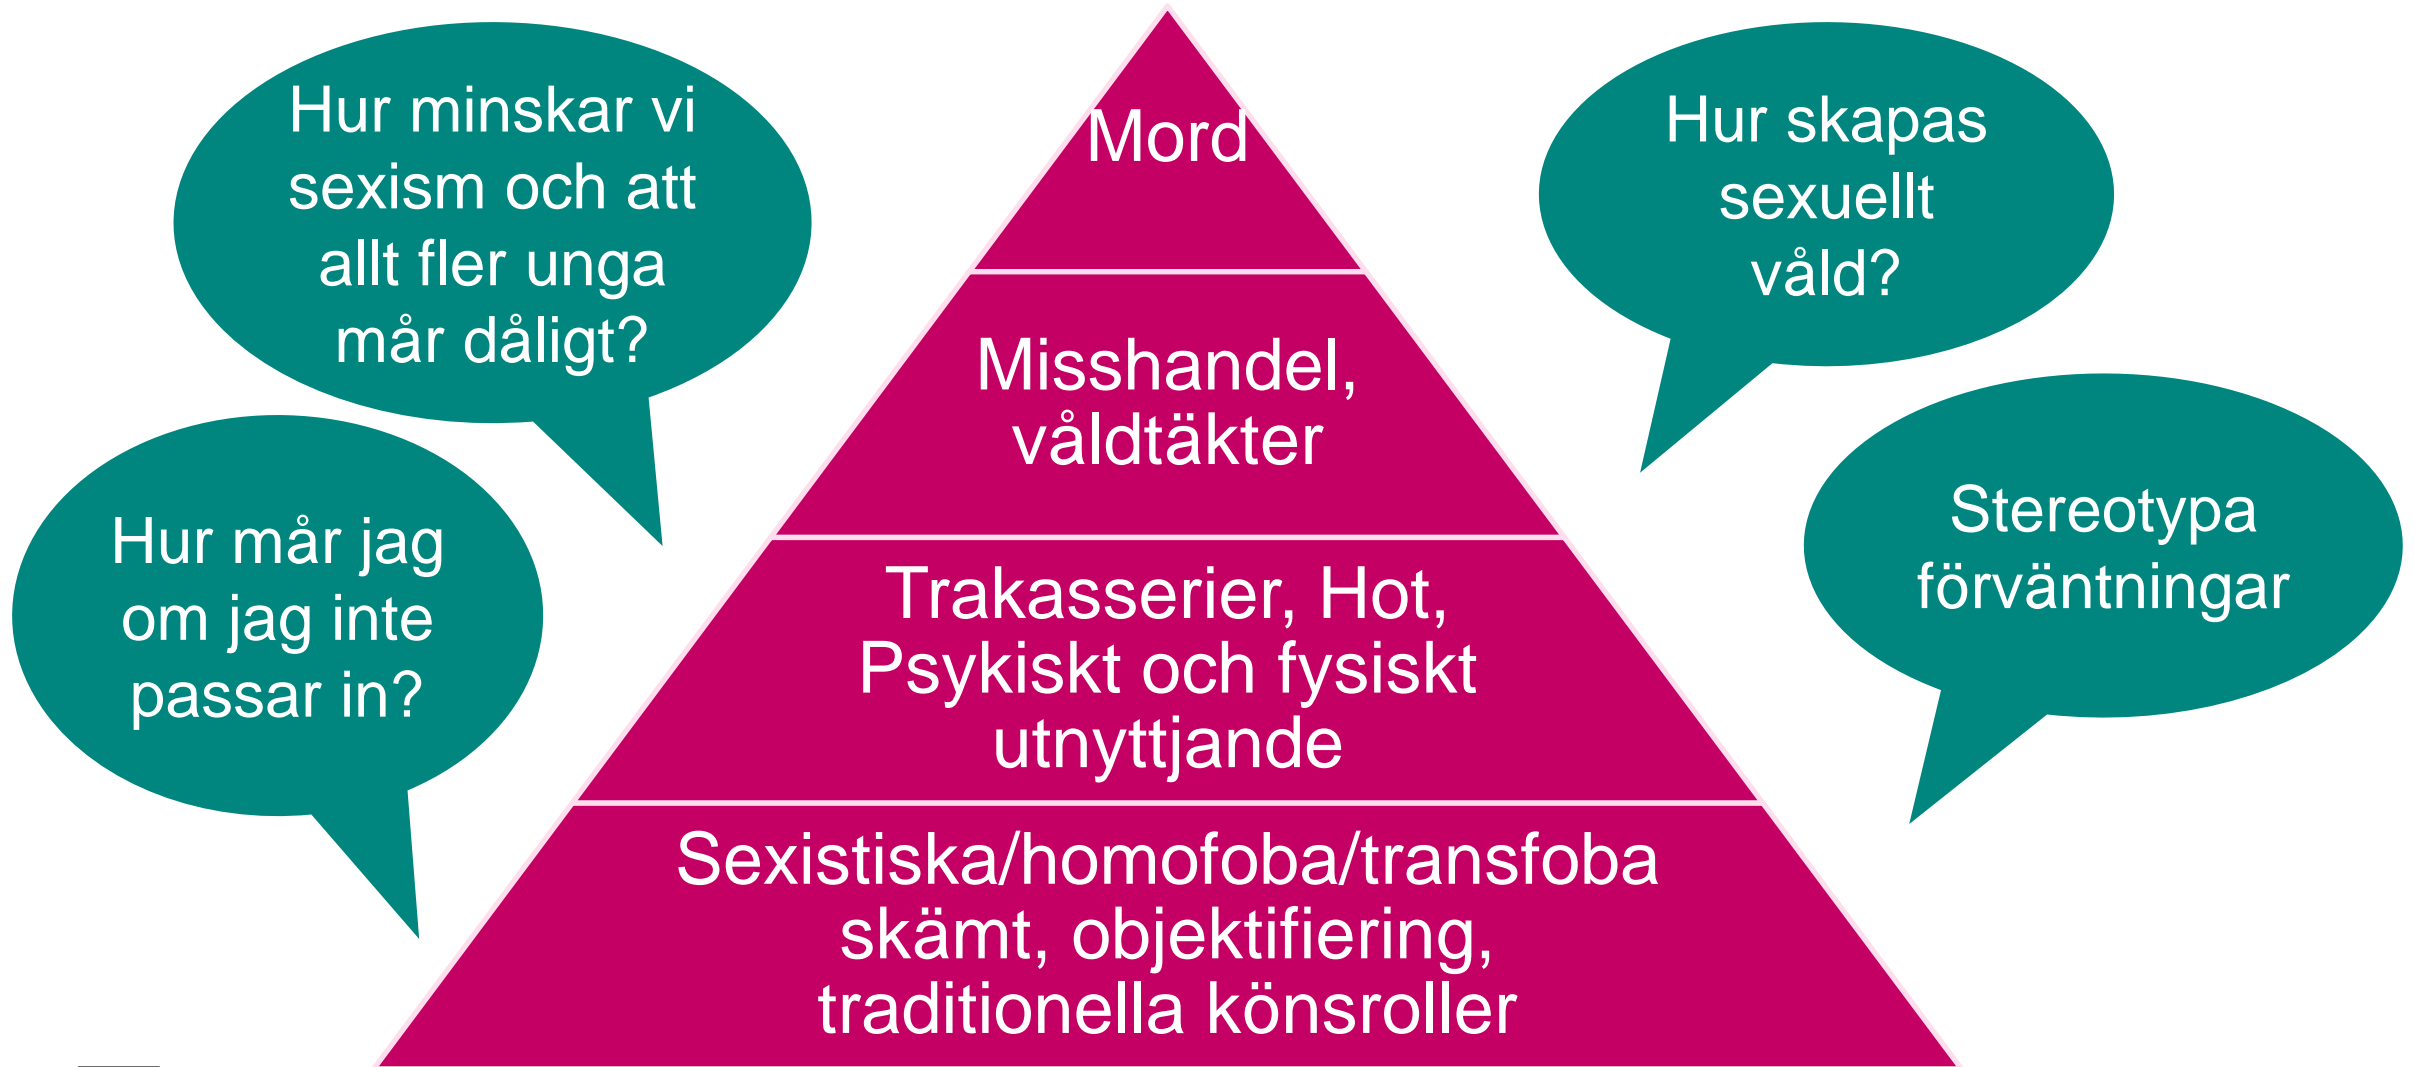 Hur minskar vi
sexism och att
allt fler unga
mår dåligt?
Hur mår jag
om jag inte
passar in?
Mord
Misshandel,
våldtäkter
Trakasserier, Hot,
Psykiskt och fysiskt
utnyttjande
Sexistiska/homofoba/transfoba
skämt, objektifiering,
traditionella könsroller
Hur skapas
sexuellt
våld?
Stereotypa
förväntningar